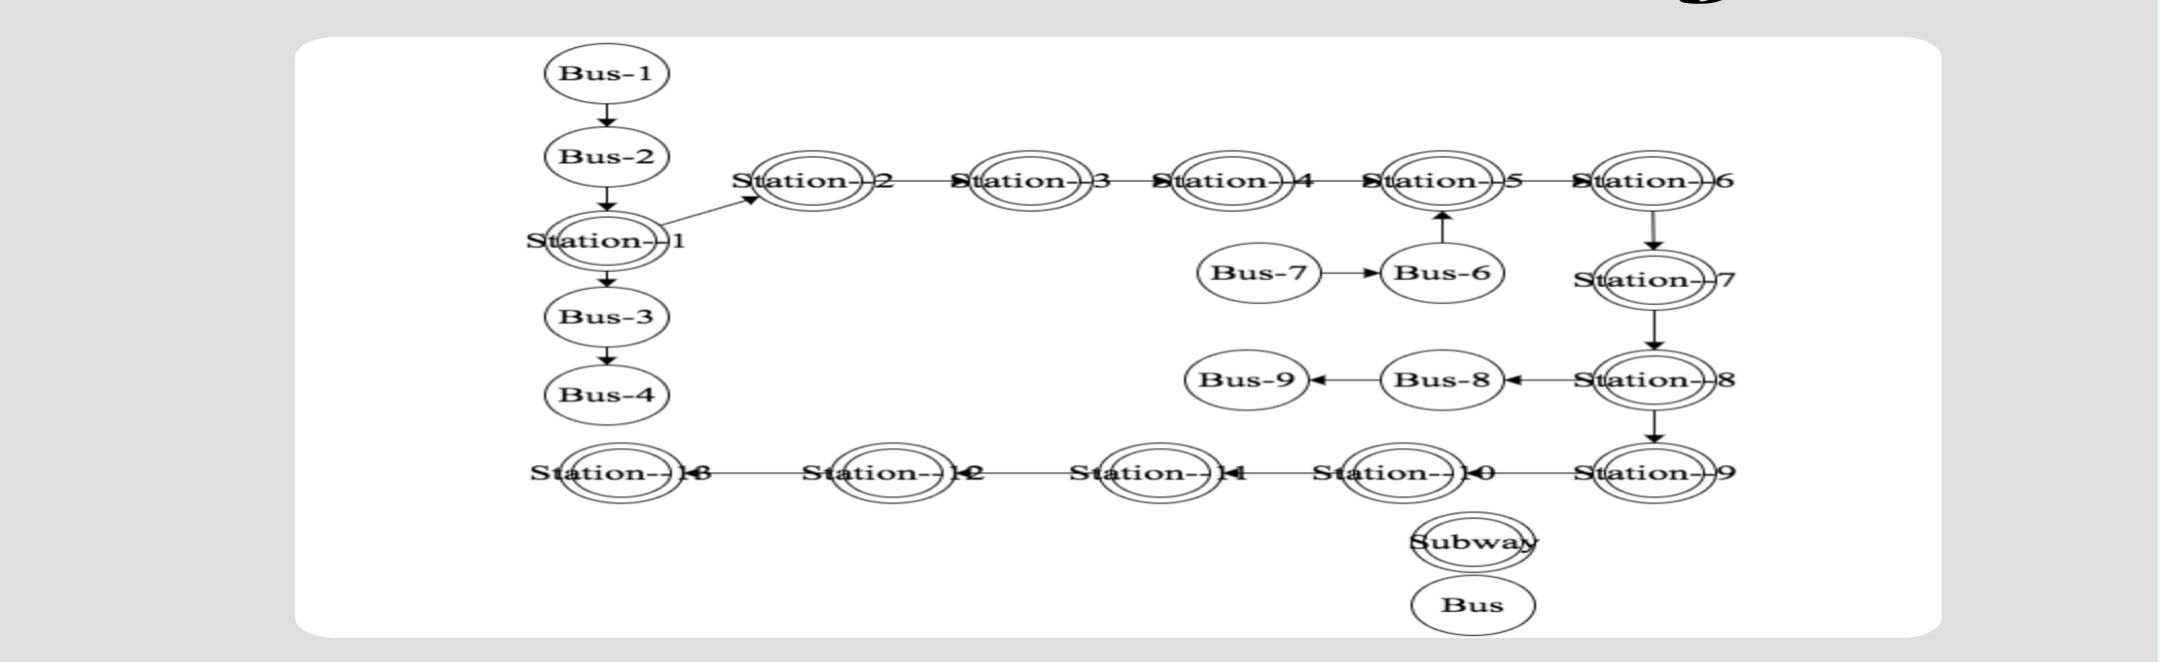 Bus-1
Bus-2
Station--1
Bus-3
Bus-4
Station--2
Station--3
Station--4
Station--5
Station--6
Bus-7
Bus-6
Station--7
Bus-9
Bus-8
Station--8
Station--13
Station--12
Station--11
Station--10
Station--9
Subway
Bus